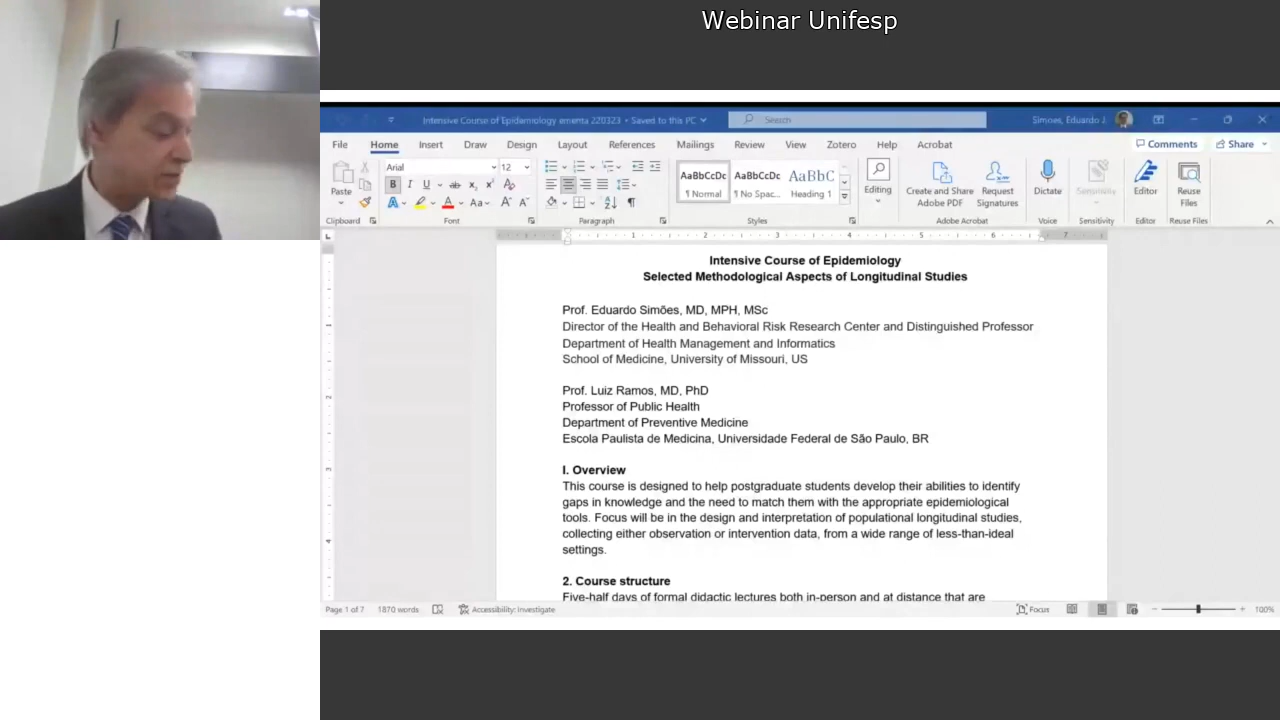 Webinar Unifesp
Intensive Course of Epidemiology ementa 220323 • Saved to this PC
Search
Simoes, Eduardo J.
File Home Insert Draw Design Layout References Mailings Review View Zotero Help Acrobat
Comments Share
Arial 12
AaBbCcDc AaBbCcDc AaBbC
¶ Normal ¶ No Spac... Heading 1
Paste
Editing
Create and Share Adobe PDF
Request Signatures
Dictate
Sensitivity
Editor
Reuse Files
Clipboard Font Paragraph Styles Adobe Acrobat Voice Sensitivity Editor Reuse Files
1 2 3 4 5 6 7
Intensive Course of Epidemiology
Selected Methodological Aspects of Longitudinal Studies
Prof. Eduardo Simões, MD, MPH, MSc
Director of the Health and Behavioral Risk Research Center and Distinguished Professor
Department of Health Management and Informatics
School of Medicine, University of Missouri, US
Prof. Luiz Ramos, MD, PhD
Professor of Public Health
Department of Preventive Medicine
Escola Paulista de Medicina, Universidade Federal de São Paulo, BR
I. Overview
This course is designed to help postgraduate students develop their abilities to identify
gaps in knowledge and the need to match them with the appropriate epidemiological
tools. Focus will be in the design and interpretation of populational longitudinal studies,
collecting either observation or intervention data, from a wide range of less-than-ideal
settings.
2. Course structure
Five-half days of formal didactic lectures both in-person and at distance that are
Page 1 of 7 1870 words Accessibility: Investigate Focus 100%